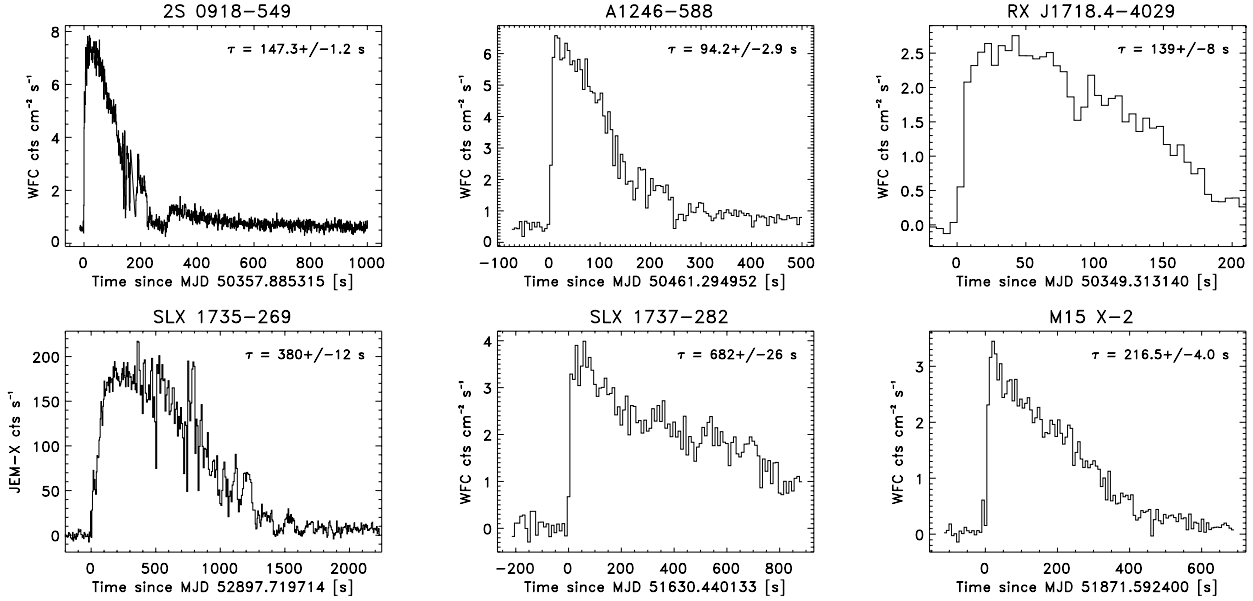 2S 0918−549
A1246−588
RX J1718.4−4029
τ = 147.3+/−1.2 s
τ = 94.2+/−2.9 s
τ = 139+/−8 s
WFC cts cm⁻² s⁻¹
8
6
4
2
0
0 200 400 600 800 1000
Time since MJD 50357.885315 [s]
WFC cts cm⁻² s⁻¹
6
5
4
3
2
1
0
−100 0 100 200 300 400 500
Time since MJD 50461.294952 [s]
WFC cts cm⁻² s⁻¹
2.5
2.0
1.5
1.0
0.5
0.0
0 50 100 150 200
Time since MJD 50349.313140 [s]
SLX 1735−269
SLX 1737−282
M15 X−2
τ = 380+/−12 s
τ = 682+/−26 s
τ = 216.5+/−4.0 s
JEM−X cts s⁻¹
200
150
100
50
0
0 500 1000 1500 2000
Time since MJD 52897.719714 [s]
WFC cts cm⁻² s⁻¹
4
3
2
1
0
−200 0 200 400 600 800
Time since MJD 51630.440133 [s]
WFC cts cm⁻² s⁻¹
3
2
1
0
0 200 400 600
Time since MJD 51871.592400 [s]